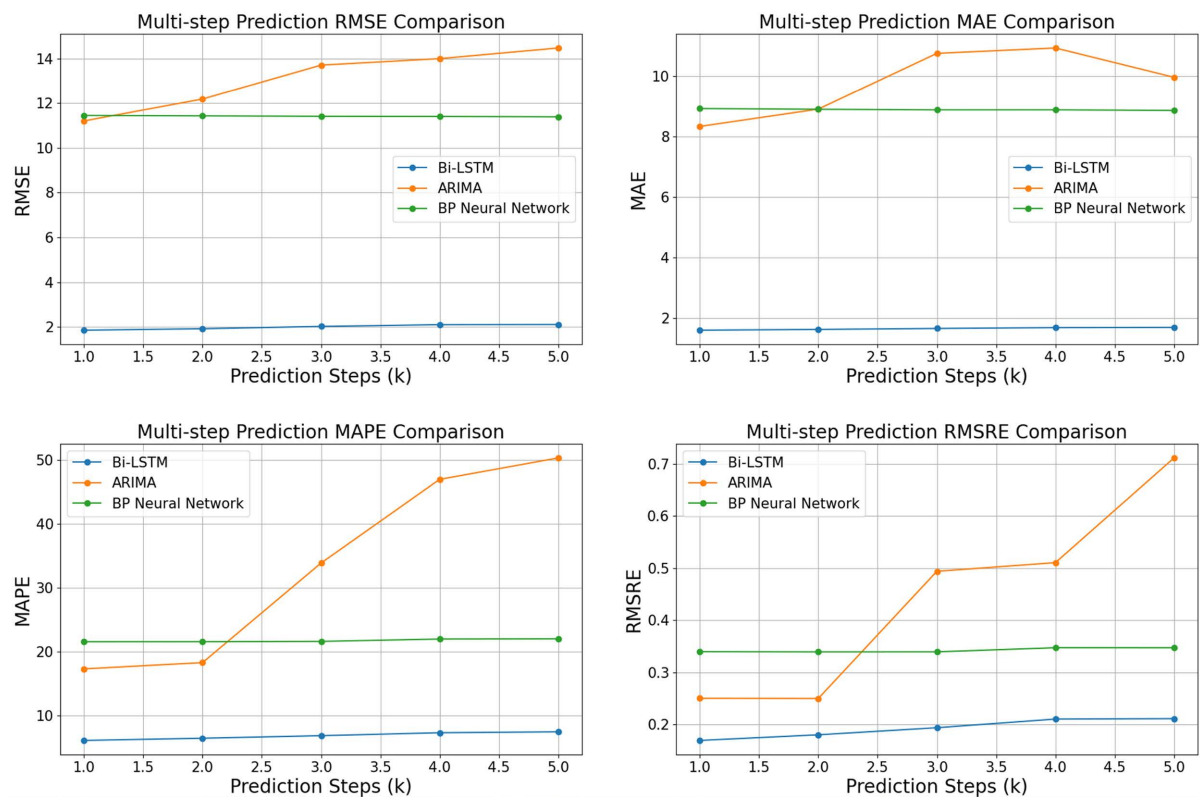 Multi-step Prediction RMSE Comparison
14
12
10
8
6
4
2
RMSE
Bi-LSTM
ARIMA
BP Neural Network
1.0 1.5 2.0 2.5 3.0 3.5 4.0 4.5 5.0
Prediction Steps (k)
Multi-step Prediction MAE Comparison
10
8
6
4
2
MAE
Bi-LSTM
ARIMA
BP Neural Network
1.0 1.5 2.0 2.5 3.0 3.5 4.0 4.5 5.0
Prediction Steps (k)
Multi-step Prediction MAPE Comparison
50
40
30
20
10
MAPE
Bi-LSTM
ARIMA
BP Neural Network
1.0 1.5 2.0 2.5 3.0 3.5 4.0 4.5 5.0
Prediction Steps (k)
Multi-step Prediction RMSRE Comparison
0.7
0.6
0.5
0.4
0.3
0.2
RMSRE
Bi-LSTM
ARIMA
BP Neural Network
1.0 1.5 2.0 2.5 3.0 3.5 4.0 4.5 5.0
Prediction Steps (k)